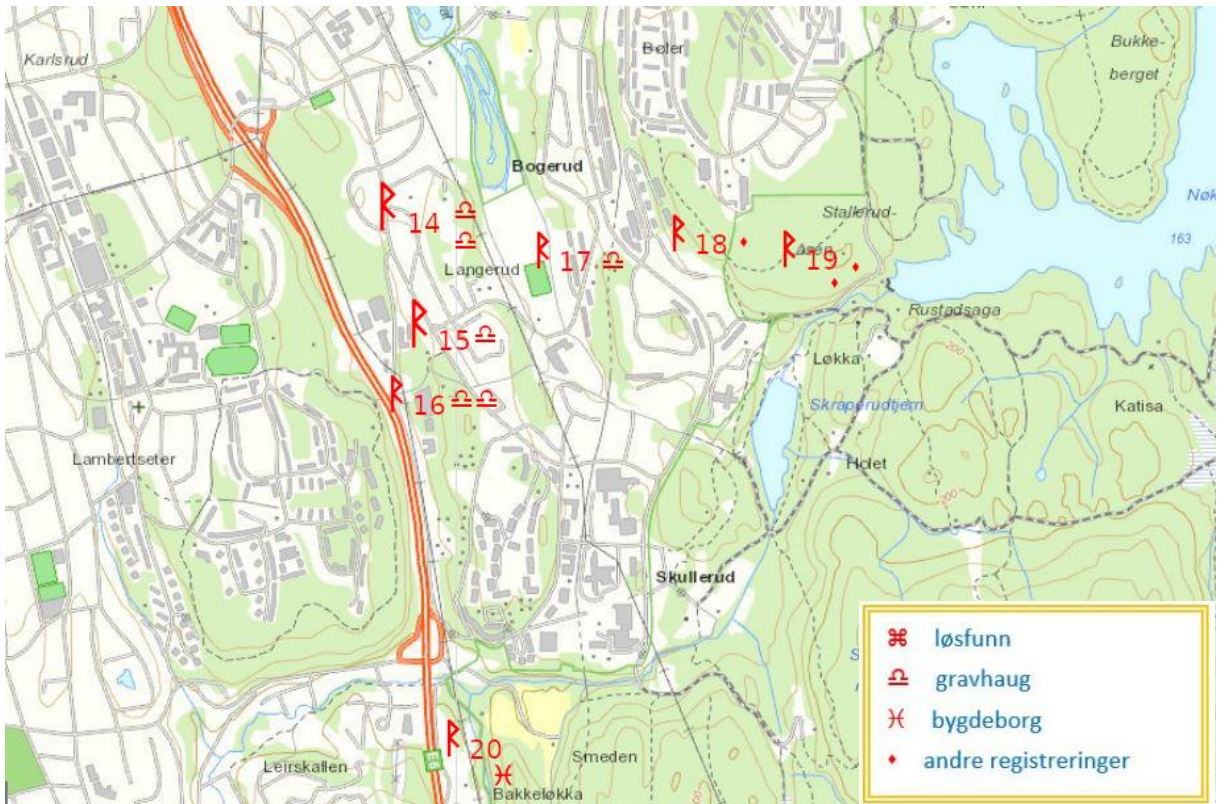 Karlsrud
Bøler
Bukke-
berget
Bogerud
ᚱ 14 ♎
♎
Stallerud-
åsen
Nøk
163
ᚱ 18
ᚱ 19
ᚱ 17 ♎
Langerud
ᚱ 15 ♎
Rustadsaga
200
Løkka
ᚱ 16 ♎♎
Skraperudtjern
Katisa
Lambertseter
Holet
200
Skullerud
ᚱ 20
Leirskallen
Smeden
♓
Bakkeløkka
⌘ løsfunn
♎ gravhaug
♓ bygdeborg
♦ andre registreringer